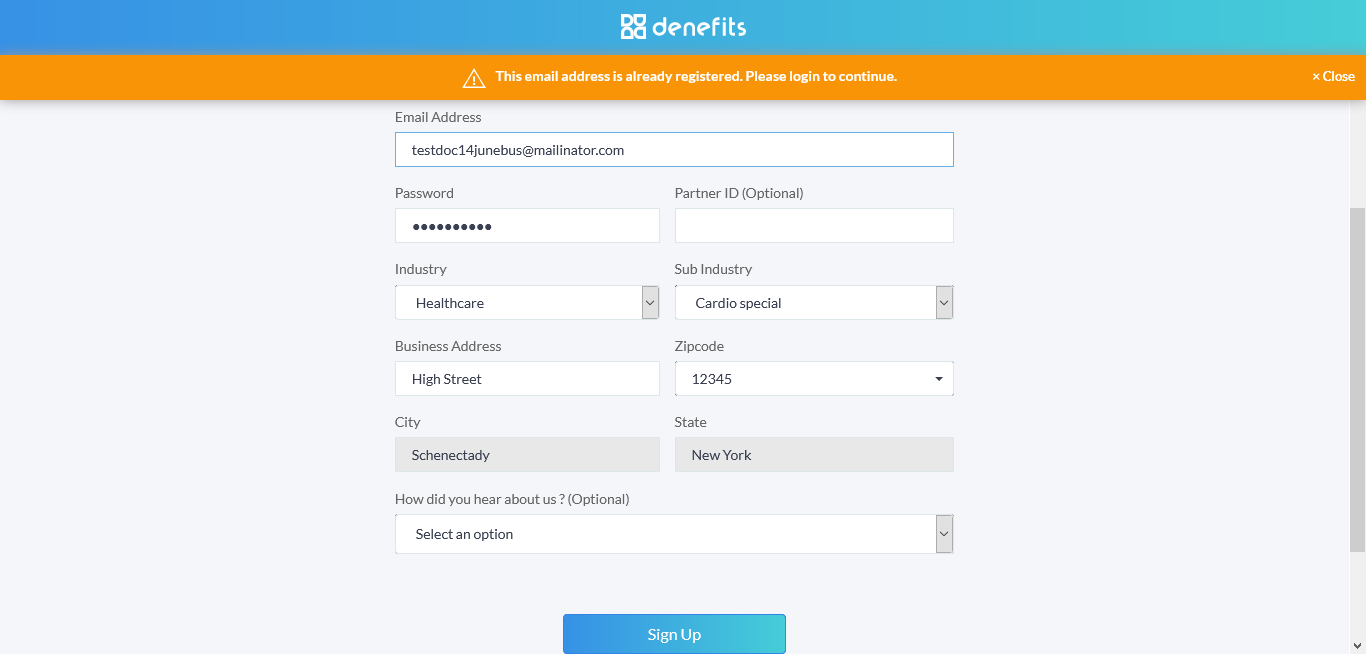 denefits
This email address is already registered. Please login to continue.
× Close
Email Address
testdoc14junebus@mailinator.com
Password
Partner ID (Optional)
••••••••••
Industry
Sub Industry
Healthcare
Cardio special
Business Address
Zipcode
High Street
12345
City
State
Schenectady
New York
How did you hear about us ? (Optional)
Select an option
Sign Up